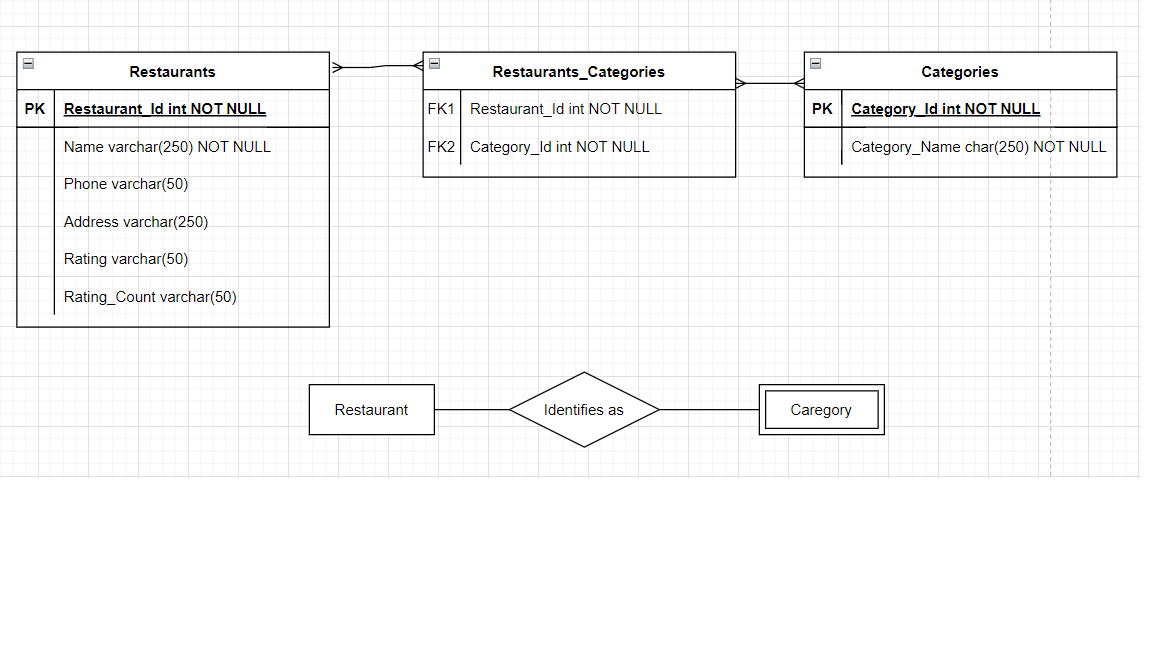 Restaurants
PK Restaurant_Id int NOT NULL
Name varchar(250) NOT NULL
Phone varchar(50)
Address varchar(250)
Rating varchar(50)
Rating_Count varchar(50)
Restaurants_Categories
FK1 Restaurant_Id int NOT NULL
FK2 Category_Id int NOT NULL
Categories
PK Category_Id int NOT NULL
Category_Name char(250) NOT NULL
Restaurant
Identifies as
Caregory